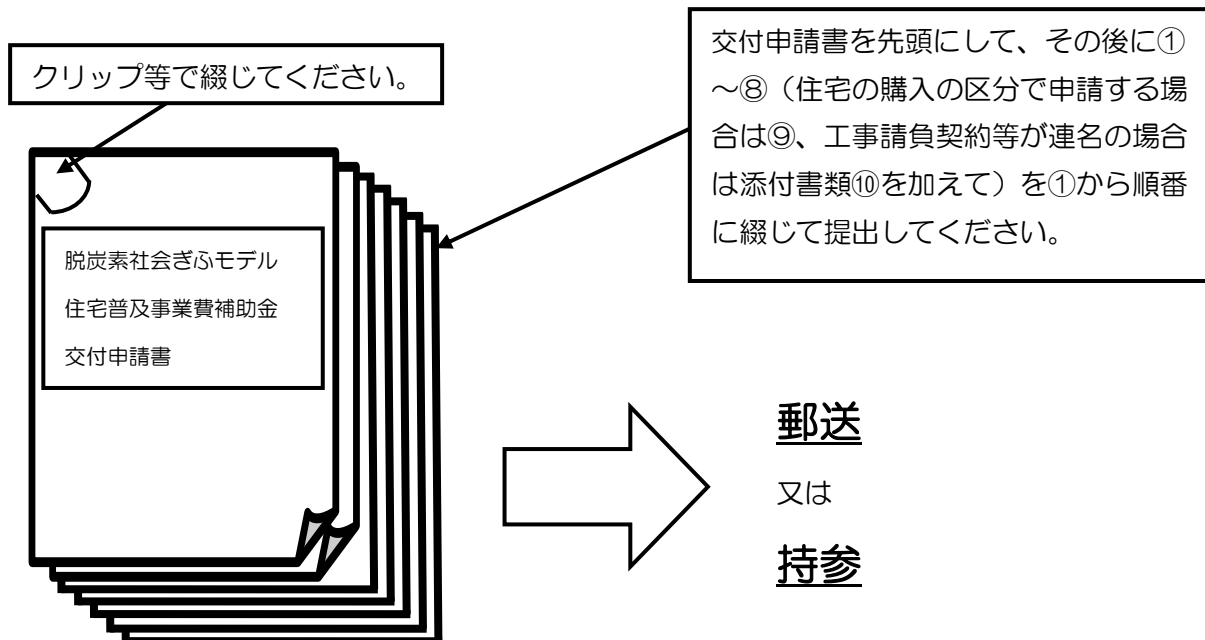 クリップ等で綴じてください。
交付申請書を先頭にして、その後に①
～⑧（住宅の購入の区分で申請する場
合は⑨、工事請負契約等が連名の場合
は添付書類⑩を加えて）を①から順番
に綴じて提出してください。
脱炭素社会ぎふモデル
住宅普及事業費補助金
交付申請書
郵送
又は
持参